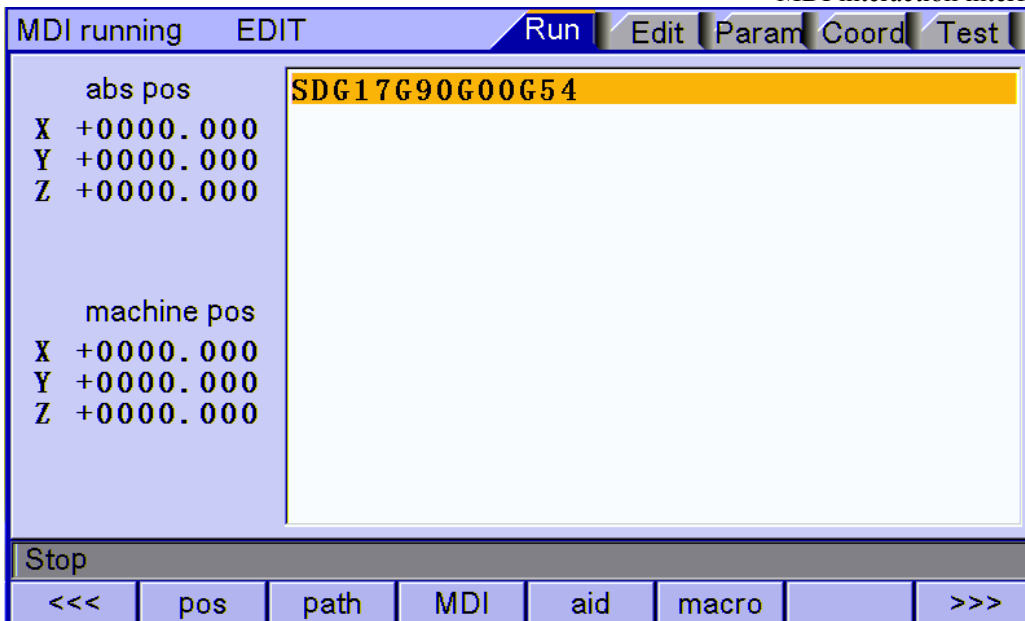 MDI running EDIT Run Edit Param Coord Test
abs pos
X +0000.000
Y +0000.000
Z +0000.000
SDG17G90G00G54
machine pos
X +0000.000
Y +0000.000
Z +0000.000
Stop
<<< pos path MDI aid macro >>>